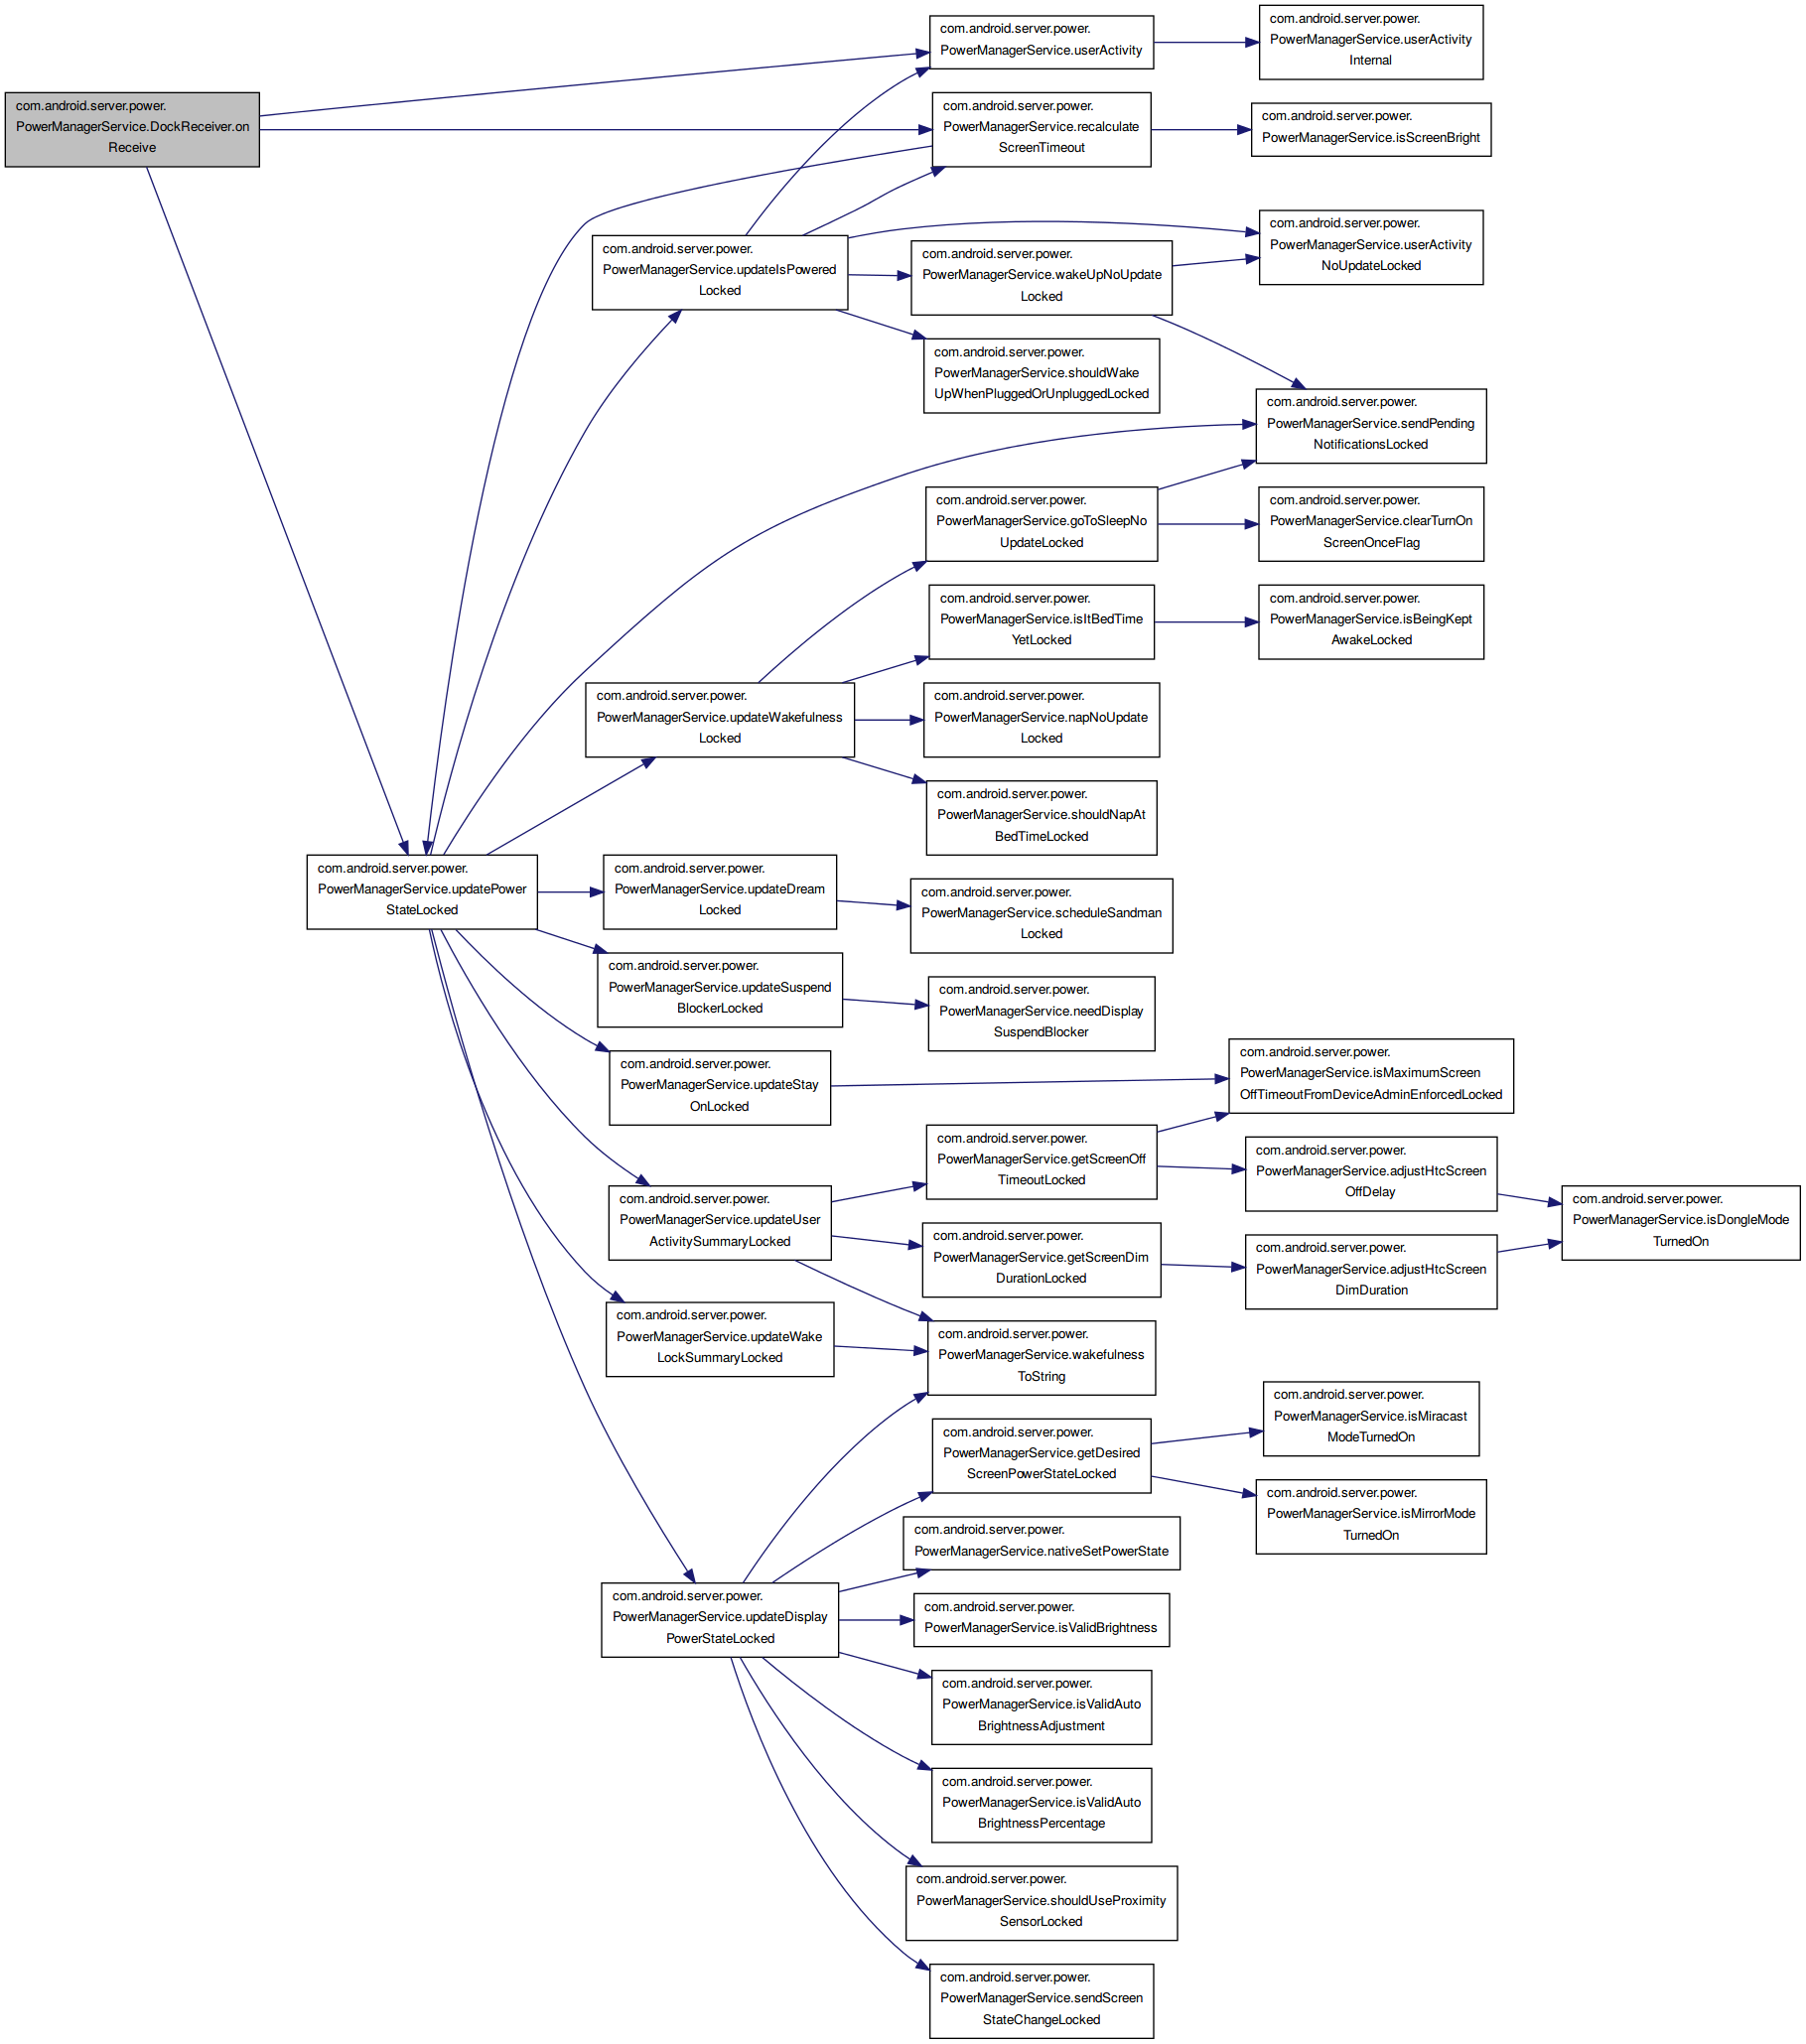 com.android.server.power.
PowerManagerService.DockReceiver.on
Receive
com.android.server.power.
PowerManagerService.userActivity
com.android.server.power.
PowerManagerService.userActivity
Internal
com.android.server.power.
PowerManagerService.recalculate
ScreenTimeout
com.android.server.power.
PowerManagerService.isScreenBright
com.android.server.power.
PowerManagerService.updateIsPowered
Locked
com.android.server.power.
PowerManagerService.wakeUpNoUpdate
Locked
com.android.server.power.
PowerManagerService.userActivity
NoUpdateLocked
com.android.server.power.
PowerManagerService.shouldWake
UpWhenPluggedOrUnpluggedLocked
com.android.server.power.
PowerManagerService.sendPending
NotificationsLocked
com.android.server.power.
PowerManagerService.goToSleepNo
UpdateLocked
com.android.server.power.
PowerManagerService.clearTurnOn
ScreenOnceFlag
com.android.server.power.
PowerManagerService.isItBedTime
YetLocked
com.android.server.power.
PowerManagerService.isBeingKept
AwakeLocked
com.android.server.power.
PowerManagerService.updateWakefulness
Locked
com.android.server.power.
PowerManagerService.napNoUpdate
Locked
com.android.server.power.
PowerManagerService.shouldNapAt
BedTimeLocked
com.android.server.power.
PowerManagerService.updatePower
StateLocked
com.android.server.power.
PowerManagerService.updateDream
Locked
com.android.server.power.
PowerManagerService.scheduleSandman
Locked
com.android.server.power.
PowerManagerService.updateSuspend
BlockerLocked
com.android.server.power.
PowerManagerService.needDisplay
SuspendBlocker
com.android.server.power.
PowerManagerService.updateStay
OnLocked
com.android.server.power.
PowerManagerService.isMaximumScreen
OffTimeoutFromDeviceAdminEnforcedLocked
com.android.server.power.
PowerManagerService.getScreenOff
TimeoutLocked
com.android.server.power.
PowerManagerService.adjustHtcScreen
OffDelay
com.android.server.power.
PowerManagerService.isDongleMode
TurnedOn
com.android.server.power.
PowerManagerService.updateUser
ActivitySummaryLocked
com.android.server.power.
PowerManagerService.getScreenDim
DurationLocked
com.android.server.power.
PowerManagerService.adjustHtcScreen
DimDuration
com.android.server.power.
PowerManagerService.updateWake
LockSummaryLocked
com.android.server.power.
PowerManagerService.wakefulness
ToString
com.android.server.power.
PowerManagerService.getDesired
ScreenPowerStateLocked
com.android.server.power.
PowerManagerService.isMiracast
ModeTurnedOn
com.android.server.power.
PowerManagerService.isMirrorMode
TurnedOn
com.android.server.power.
PowerManagerService.nativeSetPowerState
com.android.server.power.
PowerManagerService.updateDisplay
PowerStateLocked
com.android.server.power.
PowerManagerService.isValidBrightness
com.android.server.power.
PowerManagerService.isValidAuto
BrightnessAdjustment
com.android.server.power.
PowerManagerService.isValidAuto
BrightnessPercentage
com.android.server.power.
PowerManagerService.shouldUseProximity
SensorLocked
com.android.server.power.
PowerManagerService.sendScreen
StateChangeLocked